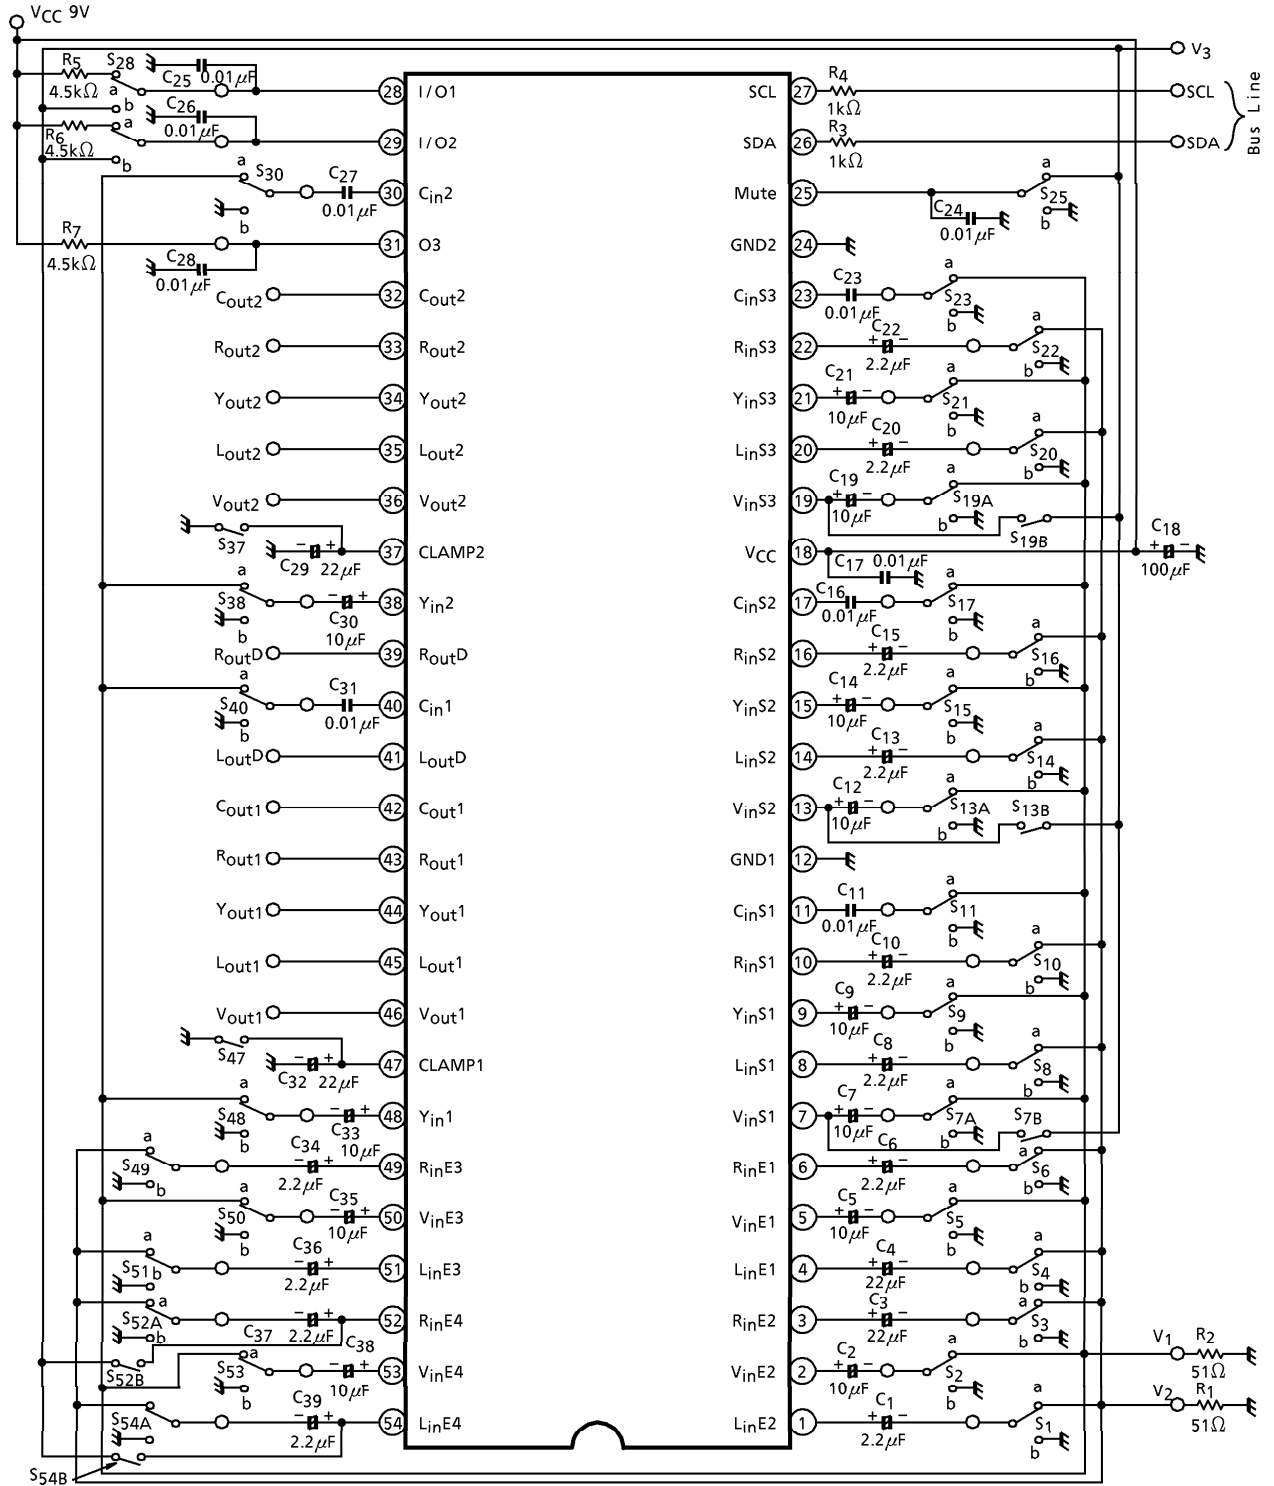 VCC 9V
V3
R5
4.5kΩ
S28
a
b
C25
0.01μF
28
I/O1
SCL
27
R4
1kΩ
SCL
Bus Line
R6
4.5kΩ
a
b
C26
0.01μF
29
I/O2
SDA
26
R3
1kΩ
SDA
a
S30
b
C27
0.01μF
30
Cin2
Mute
25
C24
0.01μF
a
S25
b
R7
4.5kΩ
C28
0.01μF
31
O3
GND2
24
Cout2
32
Cout2
CinS3
23
C23
0.01μF
a
S23
b
Rout2
33
Rout2
RinS3
22
C22
+ −
2.2μF
a
S22
b
Yout2
34
Yout2
YinS3
21
C21
+ −
10μF
a
S21
b
Lout2
35
Lout2
LinS3
20
C20
+ −
2.2μF
a
S20
b
Vout2
36
Vout2
VinS3
19
C19
+ −
10μF
a
S19A
b
S19B
S37
C29
− +
22μF
37
CLAMP2
VCC
18
C17
0.01μF
C18
+ −
100μF
a
S38
b
− +
C30
10μF
38
Yin2
CinS2
17
C16
0.01μF
a
S17
b
RoutD
39
RoutD
RinS2
16
C15
+ −
2.2μF
a
S16
b
a
S40
b
C31
0.01μF
40
Cin1
YinS2
15
C14
+ −
10μF
a
S15
b
LoutD
41
LoutD
LinS2
14
C13
+ −
2.2μF
a
S14
b
Cout1
42
Cout1
VinS2
13
C12
+ −
10μF
a
S13A
b
S13B
Rout1
43
Rout1
GND1
12
Yout1
44
Yout1
CinS1
11
C11
0.01μF
a
S11
b
Lout1
45
Lout1
RinS1
10
C10
+ −
2.2μF
a
S10
b
Vout1
46
Vout1
YinS1
9
C9
+ −
10μF
a
S9
b
S47
C32
− +
22μF
47
CLAMP1
LinS1
8
C8
+ −
2.2μF
a
S8
b
a
S48
b
− +
C33
10μF
48
Yin1
VinS1
7
C7
+ −
10μF
a
S7A
b
S7B
a
S49
b
C34
− +
2.2μF
49
RinE3
RinE1
6
C6
+ −
2.2μF
a
S6
b
a
S50
b
C35
− +
10μF
50
VinE3
VinE1
5
C5
+ −
10μF
a
S5
b
a
S51
b
C36
− +
2.2μF
51
LinE3
LinE1
4
C4
+ −
22μF
a
S4
b
a
S52A
b
− +
2.2μF
C37
52
RinE4
RinE2
3
C3
+ −
22μF
a
S3
b
S52B
a
S53
b
C38
− +
10μF
53
VinE4
VinE2
2
C2
+ −
10μF
a
S2
b
V1
R2
51Ω
S54A
C39
− +
2.2μF
54
LinE4
LinE2
1
C1
+ −
2.2μF
a
S1
b
V2
R1
51Ω
S54B